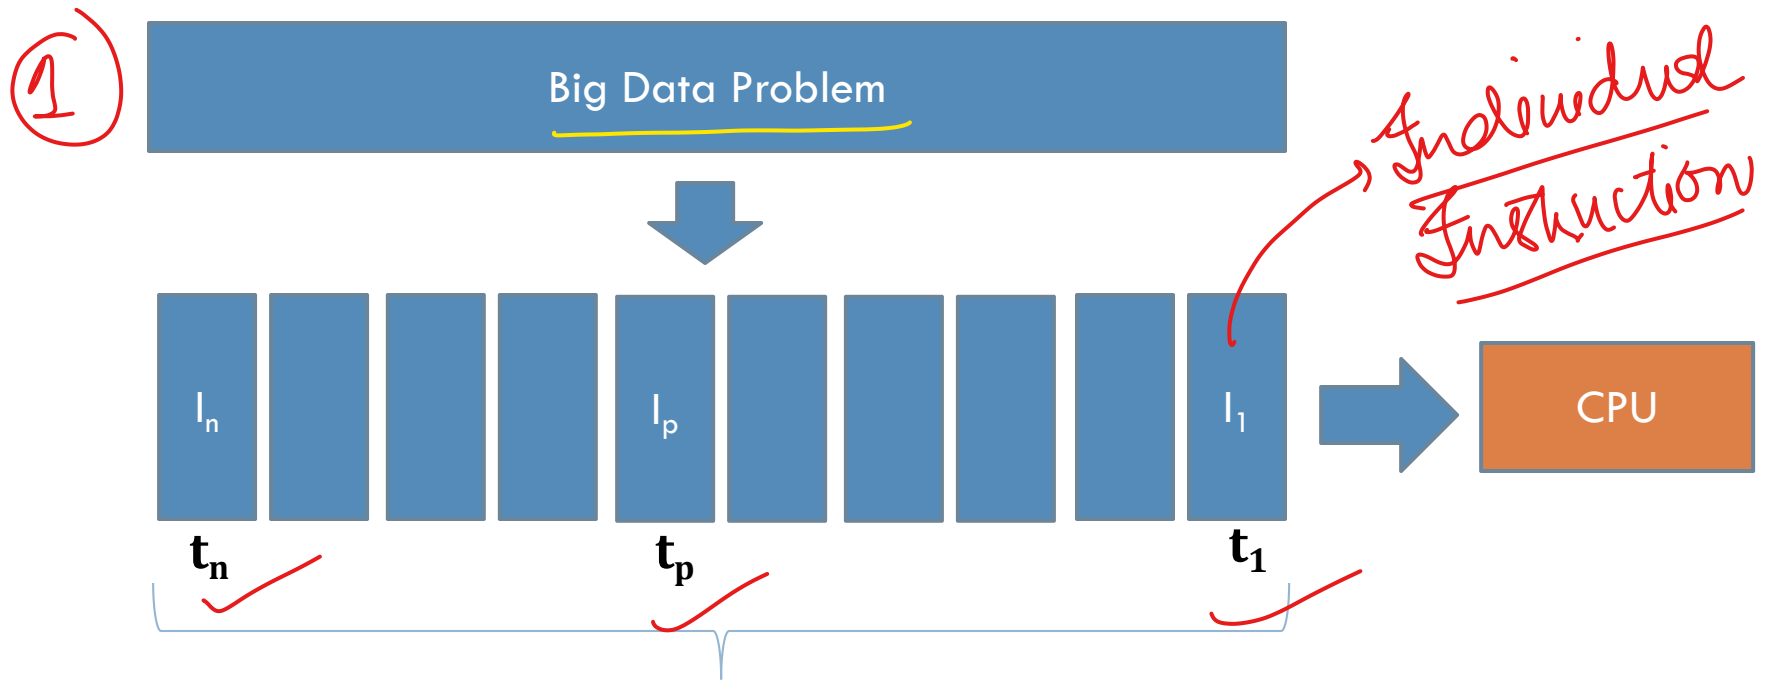 1
Big Data Problem
Individual
Instruction
Iₙ
Iₚ
I₁
CPU
tₙ
tₚ
t₁